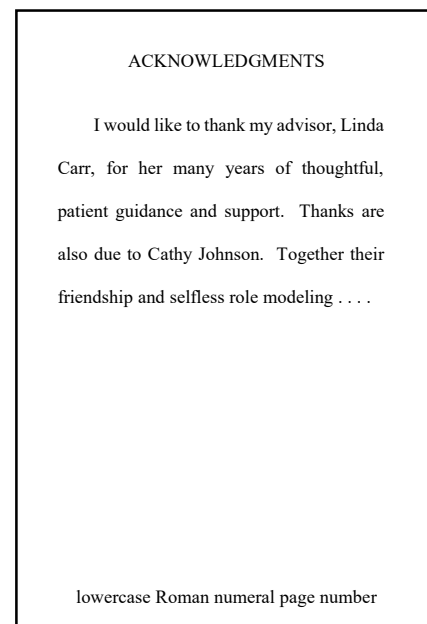 ACKNOWLEDGMENTS
I would like to thank my advisor, Linda
Carr, for her many years of thoughtful,
patient guidance and support. Thanks are
also due to Cathy Johnson. Together their
friendship and selfless role modeling . . . .
lowercase Roman numeral page number